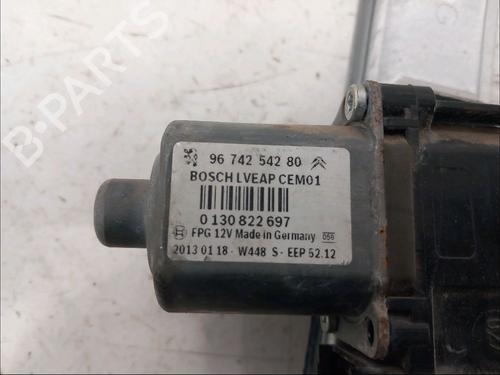 96 742 542 80
BOSCH LVEAP CEM01
0 130 822 697
FPG 12V Made in Germany 056
2013 01 18 - W448 S - EEP 52.12
B-Parts